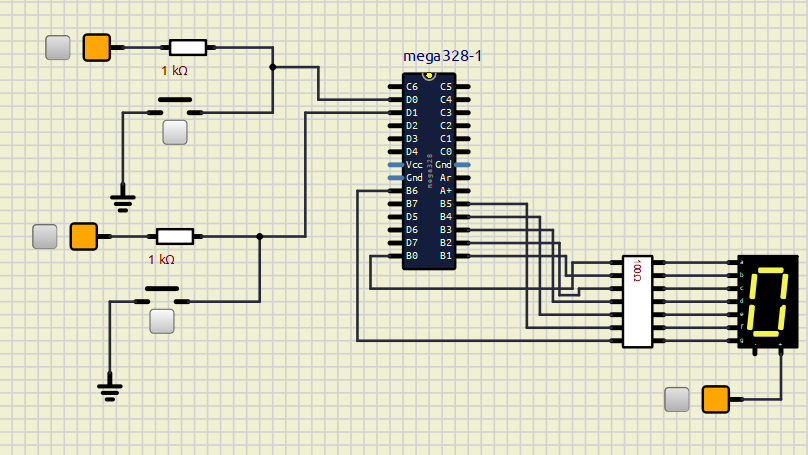 mega328-1
1 kΩ
C6 C5
D0 C4
D1 C3
D2 C2
D3 C1
D4 C0
Vcc Gnd
Gnd Ar
B6 A+
B7 B5
D5 B4
D6 B3
D7 B2
B0 B1
mega328
1 kΩ
100Ω
a
b
c
d
e
f
g